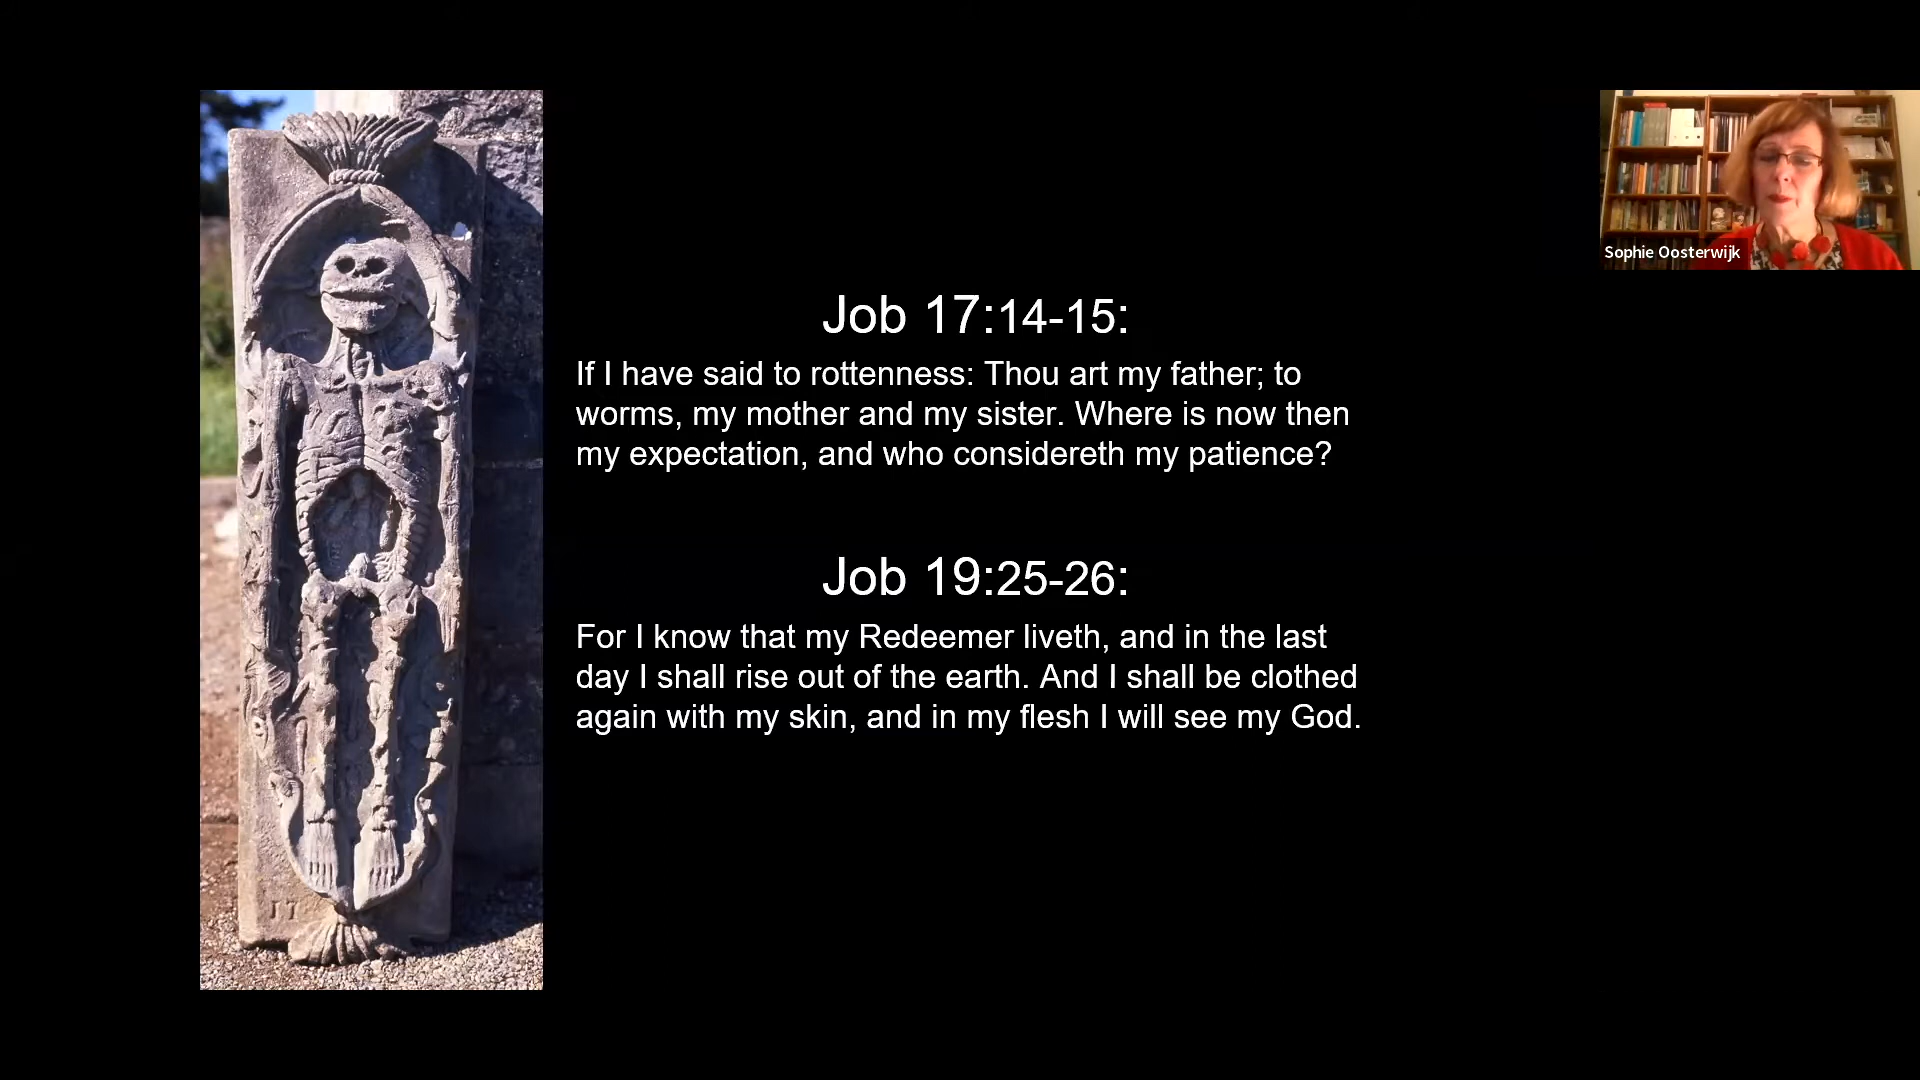 Job 17:14-15:
If I have said to rottenness: Thou art my father; to
worms, my mother and my sister. Where is now then
my expectation, and who considereth my patience?
Job 19:25-26:
For I know that my Redeemer liveth, and in the last
day I shall rise out of the earth. And I shall be clothed
again with my skin, and in my flesh I will see my God.
Sophie Oosterwijk
17